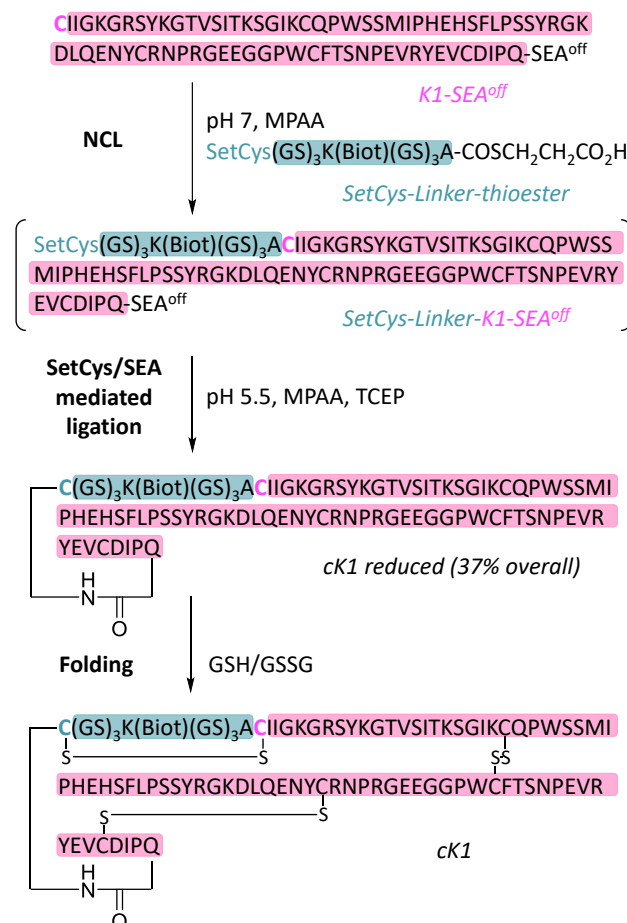 CIIGKGRSYKGTVSITKSGIKCQPWSSMIPHEHSFLPSSYRGK
DLQENYCRNPRGEEGGPWCFTSNPEVRYEVCDIPQ-SEAoff
K1-SEAoff
NCL
pH 7, MPAA
SetCys(GS)3K(Biot)(GS)3A-COSCH2CH2CO2H
SetCys-Linker-thioester
SetCys(GS)3K(Biot)(GS)3ACIIGKGRSYKGTVSITKSGIKCQPWSS
MIPHEHSFLPSSYRGKDLQENYCRNPRGEEGGPWCFTSNPEVRY
EVCDIPQ-SEAoff
SetCys-Linker-K1-SEAoff
SetCys/SEA
mediated
ligation
pH 5.5, MPAA, TCEP
C(GS)3K(Biot)(GS)3ACIIGKGRSYKGTVSITKSGIKCQPWSSMI
PHEHSFLPSSYRGKDLQENYCRNPRGEEGGPWCFTSNPEVR
YEVCDIPQ
H
N
O
cK1 reduced (37% overall)
Folding
GSH/GSSG
C(GS)3K(Biot)(GS)3ACIIGKGRSYKGTVSITKSGIKCQPWSSMI
S S S S
PHEHSFLPSSYRGKDLQENYCRNPRGEEGGPWCFTSNPEVR
S S
YEVCDIPQ
cK1
H
N
O